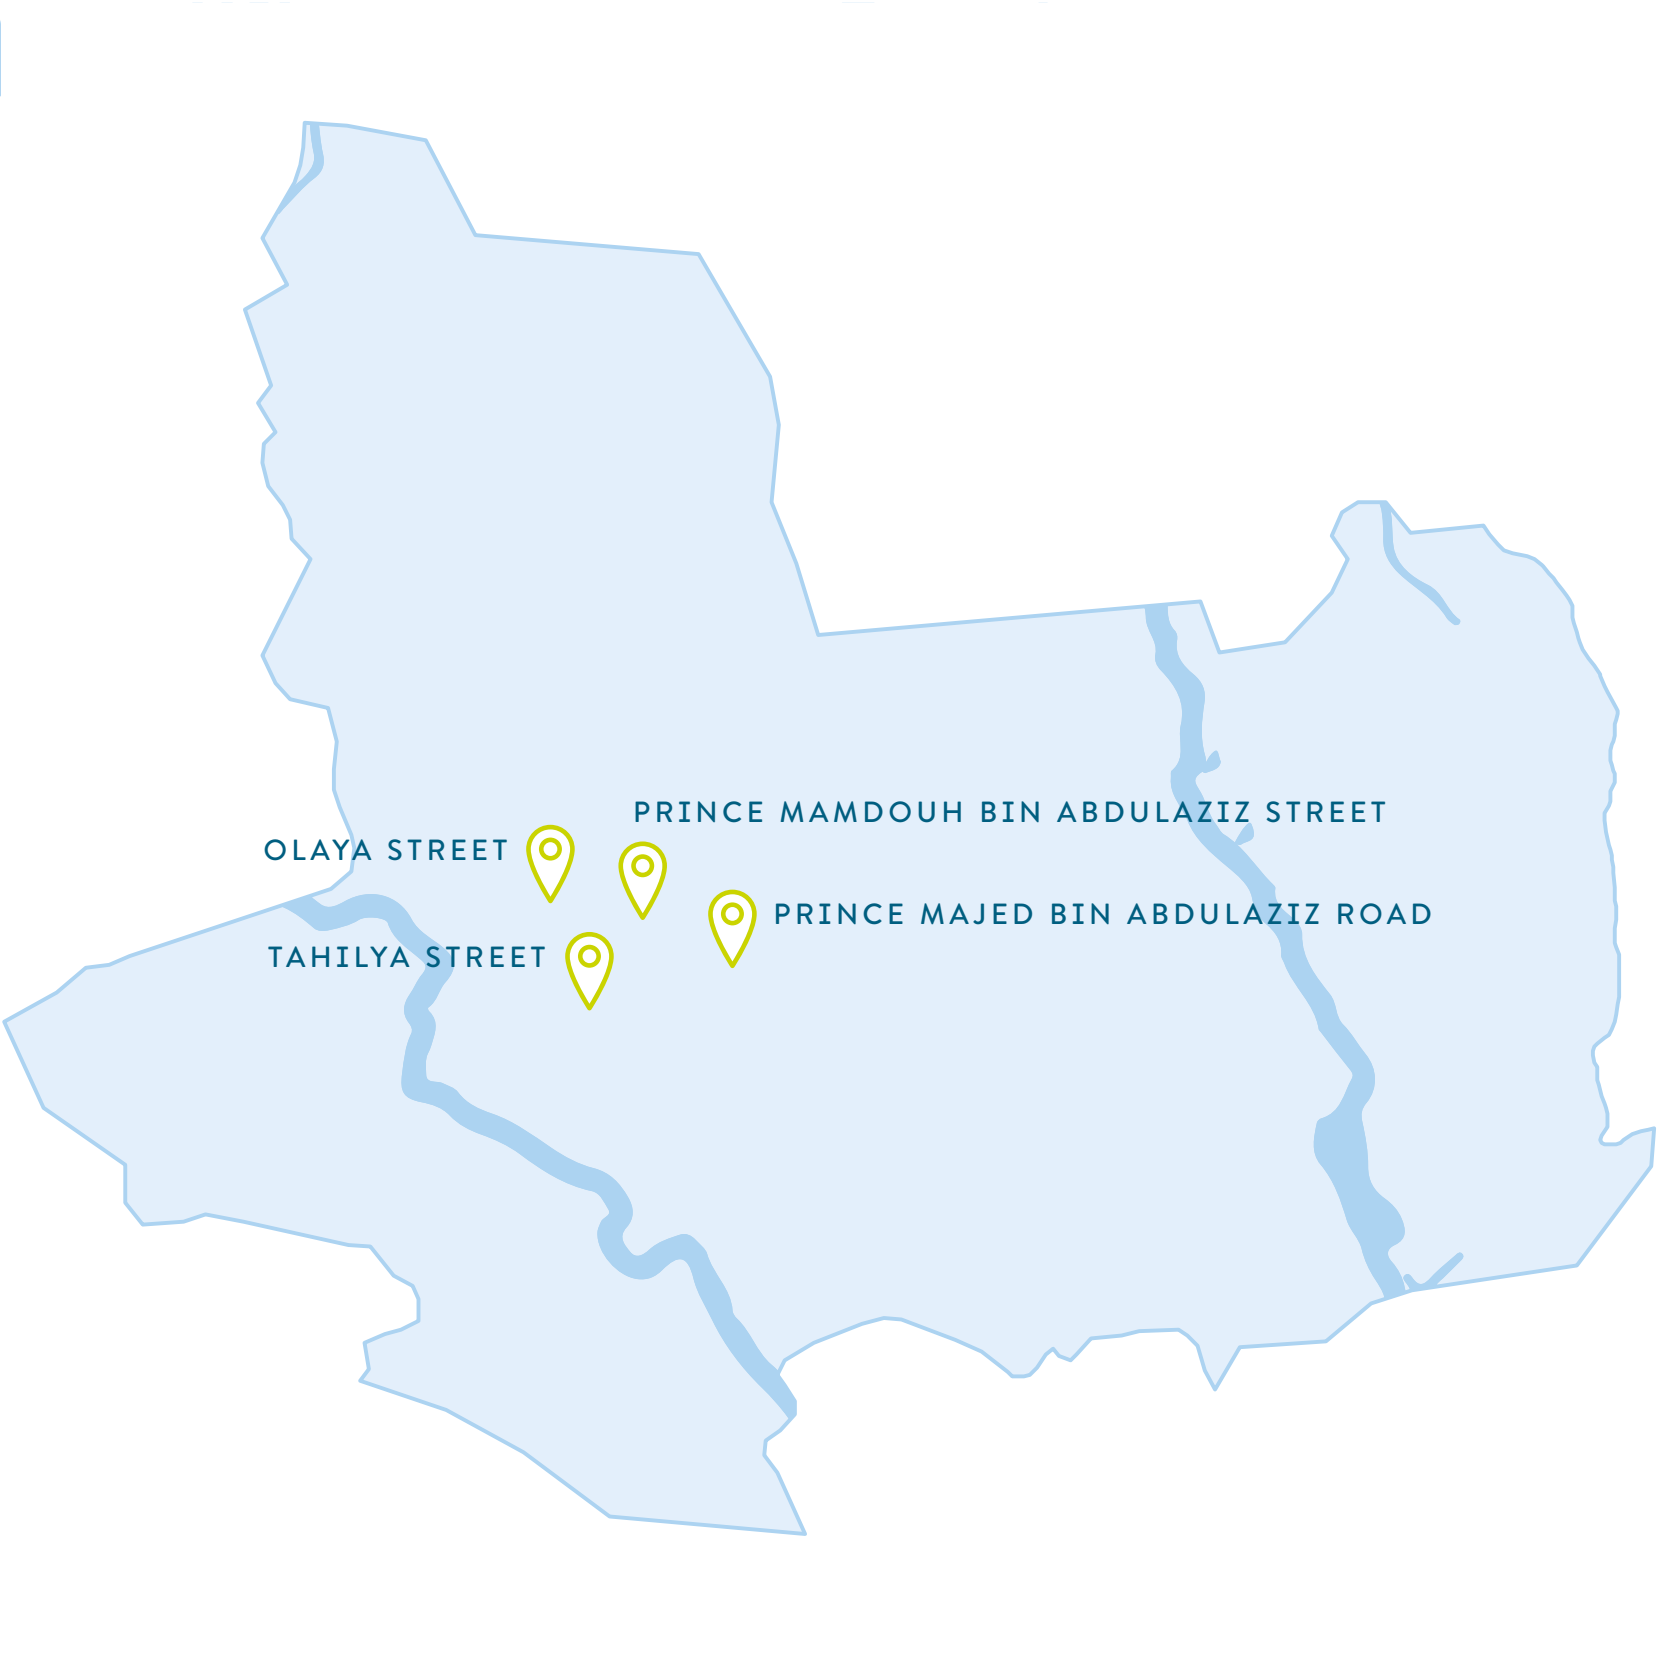 PRINCE MAMDOUH BIN ABDULAZIZ STREET
OLAYA STREET
PRINCE MAJED BIN ABDULAZIZ ROAD
TAHILYA STREET